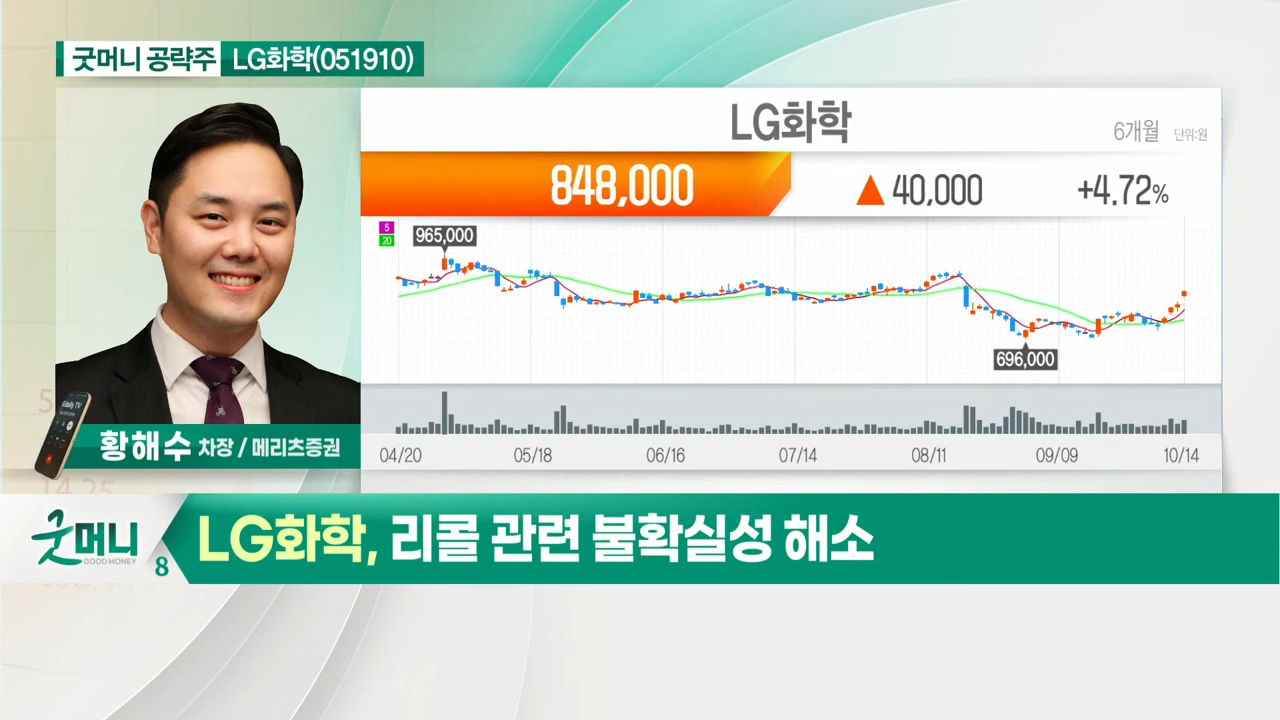 굿머니 공략주 LG화학(051910)
LG화학
6개월 단위:원
848,000 ▲ 40,000 +4.72%
5
20
965,000
696,000
04/20 05/18 06/16 07/14 08/11 09/09 10/14
Edaily TV
황해수 차장 / 메리츠증권
14.25
굿머니 GOOD MONEY 8
LG화학, 리콜 관련 불확실성 해소